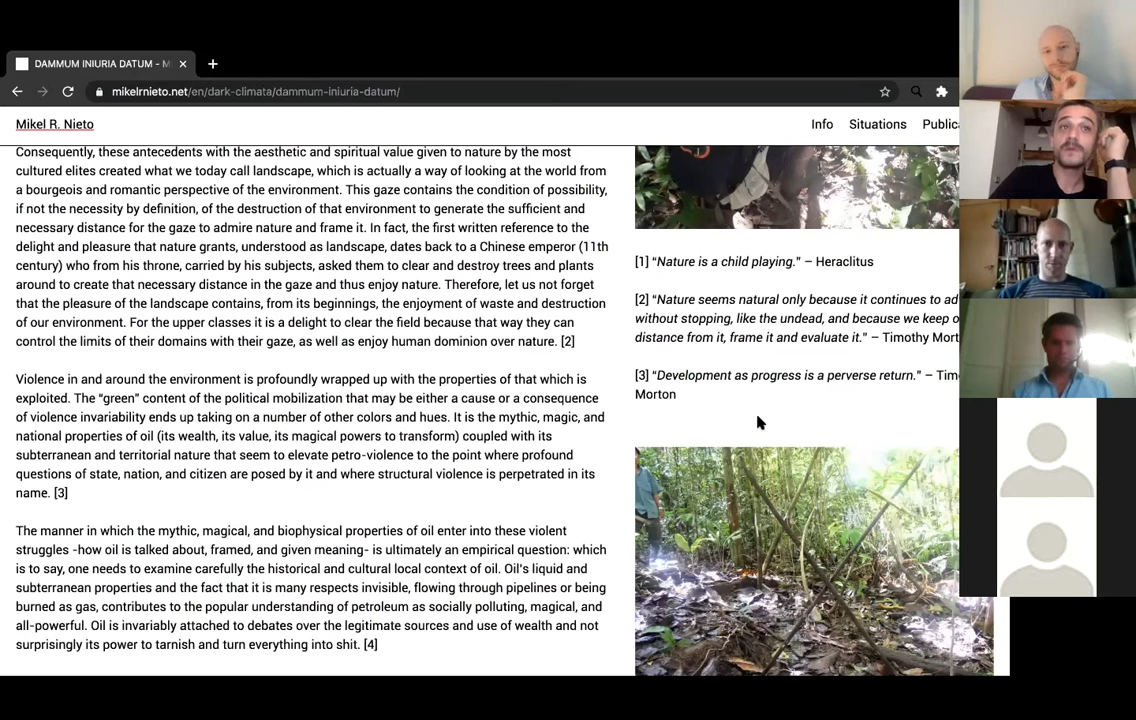 DAMMUM INIURIA DATUM - M
mikelrnieto.net/en/dark-climata/dammum-iniuria-datum/
Mikel R. Nieto
Info Situations Publica
Consequently, these antecedents with the aesthetic and spiritual value given to nature by the most
cultured elites created what we today call landscape, which is actually a way of looking at the world from
a bourgeois and romantic perspective of the environment. This gaze contains the condition of possibility,
if not the necessity by definition, of the destruction of that environment to generate the sufficient and
necessary distance for the gaze to admire nature and frame it. In fact, the first written reference to the
delight and pleasure that nature grants, understood as landscape, dates back to a Chinese emperor (11th
century) who from his throne, carried by his subjects, asked them to clear and destroy trees and plants
around to create that necessary distance in the gaze and thus enjoy nature. Therefore, let us not forget
that the pleasure of the landscape contains, from its beginnings, the enjoyment of waste and destruction
of our environment. For the upper classes it is a delight to clear the field because that way they can
control the limits of their domains with their gaze, as well as enjoy human dominion over nature. [2]
Violence in and around the environment is profoundly wrapped up with the properties of that which is
exploited. The “green” content of the political mobilization that may be either a cause or a consequence
of violence invariability ends up taking on a number of other colors and hues. It is the mythic, magic, and
national properties of oil (its wealth, its value, its magical powers to transform) coupled with its
subterranean and territorial nature that seem to elevate petro-violence to the point where profound
questions of state, nation, and citizen are posed by it and where structural violence is perpetrated in its
name. [3]
The manner in which the mythic, magical, and biophysical properties of oil enter into these violent
struggles -how oil is talked about, framed, and given meaning- is ultimately an empirical question: which
is to say, one needs to examine carefully the historical and cultural local context of oil. Oil's liquid and
subterranean properties and the fact that it is many respects invisible, flowing through pipelines or being
burned as gas, contributes to the popular understanding of petroleum as socially polluting, magical, and
all-powerful. Oil is invariably attached to debates over the legitimate sources and use of wealth and not
surprisingly its power to tarnish and turn everything into shit. [4]
[1] “Nature is a child playing.” – Heraclitus
[2] “Nature seems natural only because it continues to ad
without stopping, like the undead, and because we keep o
distance from it, frame it and evaluate it.” – Timothy Mort
[3] “Development as progress is a perverse return.” – Tim
Morton